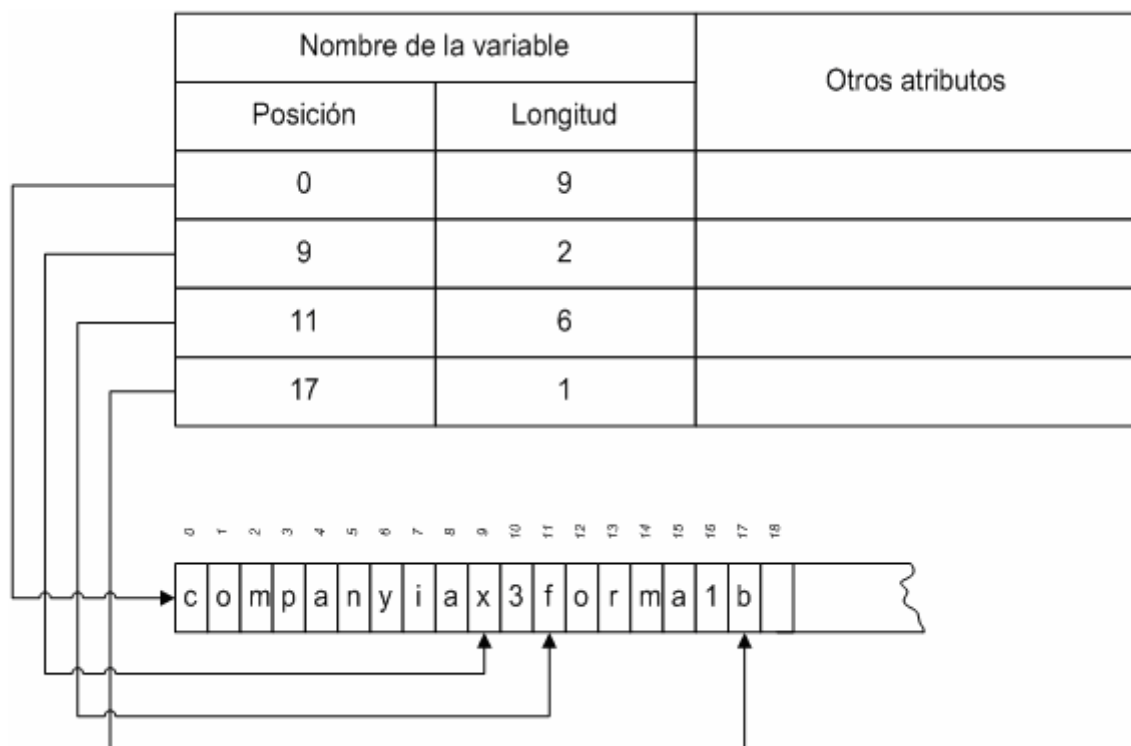 Nombre de la variable
Otros atributos
Posición Longitud
0 9
9 2
11 6
17 1
0 1 2 3 4 5 6 7 8 9 10 11 12 13 14 15 16 17 18
c o m p a n y i a x 3 f o r m a 1 b